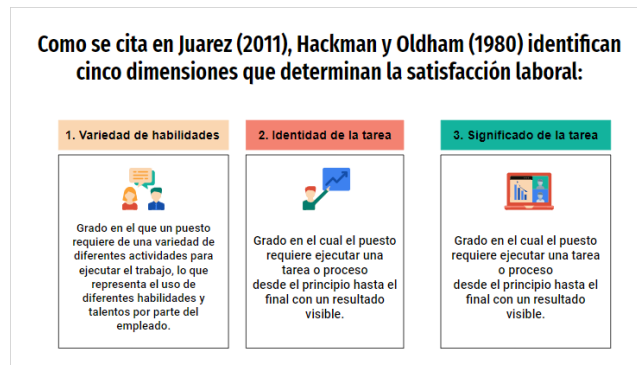 Como se cita en Juarez (2011), Hackman y Oldham (1980) identifican
cinco dimensiones que determinan la satisfacción laboral:
1. Variedad de habilidades
Grado en el que un puesto
requiere de una variedad de
diferentes actividades para
ejecutar el trabajo, lo que
representa el uso de
diferentes habilidades y
talentos por parte del
empleado.
2. Identidad de la tarea
Grado en el cual el puesto
requiere ejecutar una
tarea o proceso
desde el principio hasta el
final con un resultado
visible.
3. Significado de la tarea
Grado en el cual el puesto
requiere ejecutar una tarea
o proceso
desde el principio hasta el
final con un resultado
visible.